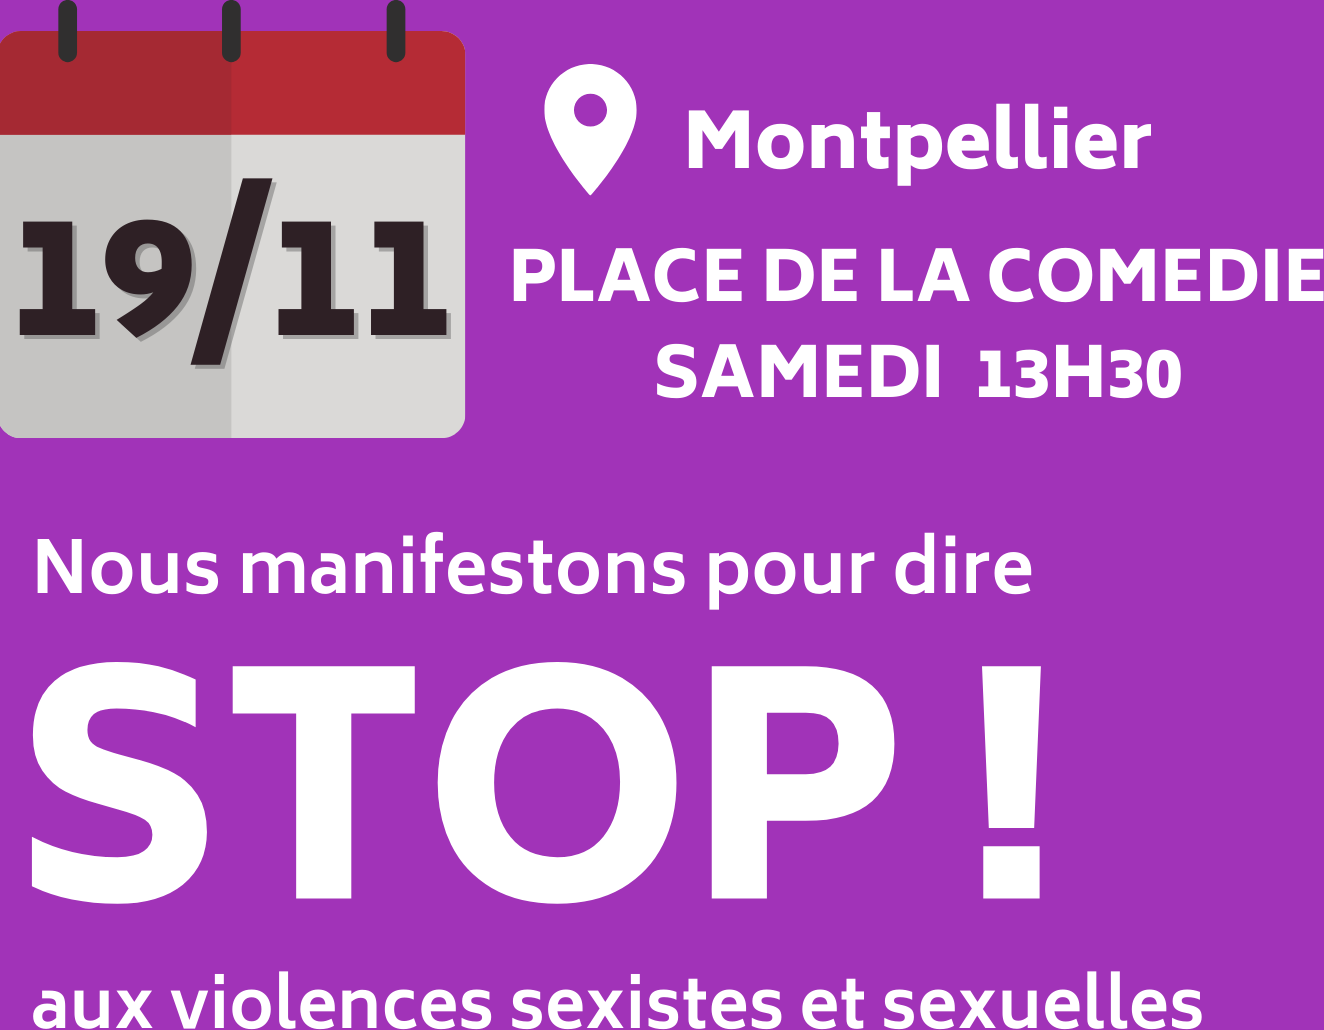 19/11
Montpellier
PLACE DE LA COMEDIE
SAMEDI 13H30
Nous manifestons pour dire
STOP !
aux violences sexistes et sexuelles